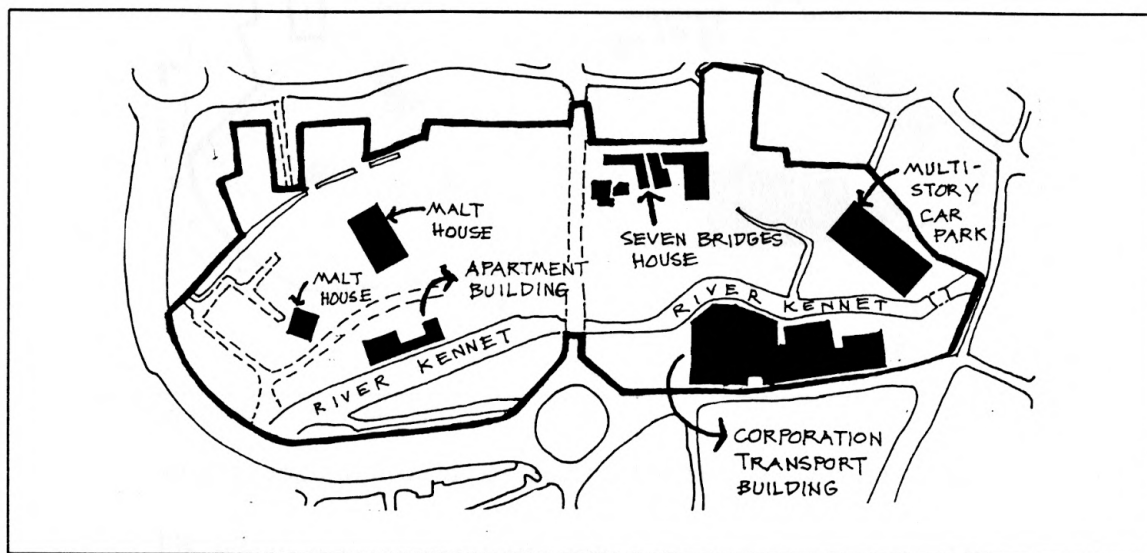 MALT
HOUSE
MALT
HOUSE
APARTMENT
BUILDING
RIVER KENNET
SEVEN BRIDGES
HOUSE
MULTI-
STORY
CAR
PARK
RIVER KENNET
CORPORATION
TRANSPORT
BUILDING